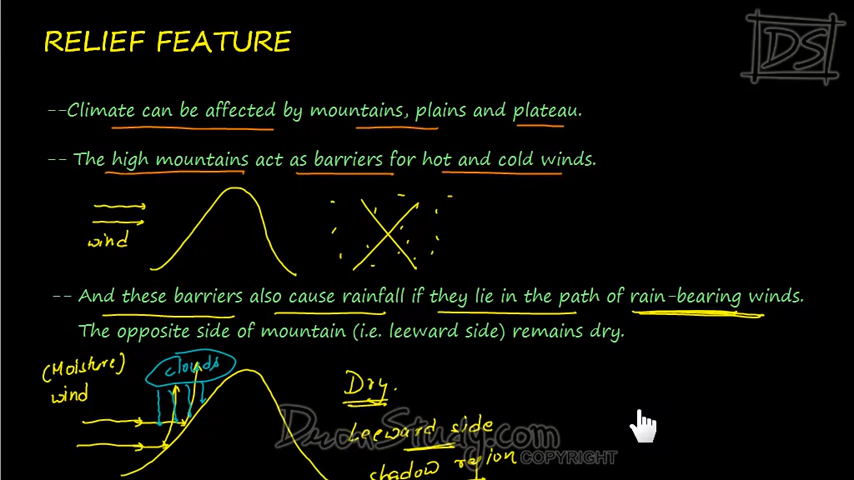 RELIEF FEATURE
DS
--Climate can be affected by mountains, plains and plateau.
-- The high mountains act as barriers for hot and cold winds.
wind
-- And these barriers also cause rainfall if they lie in the path of rain-bearing winds.
The opposite side of mountain (i.e. leeward side) remains dry.
(Moisture)
wind
clouds
Dry.
Leeward side
shadow region
DronStudy.com
COPYRIGHT